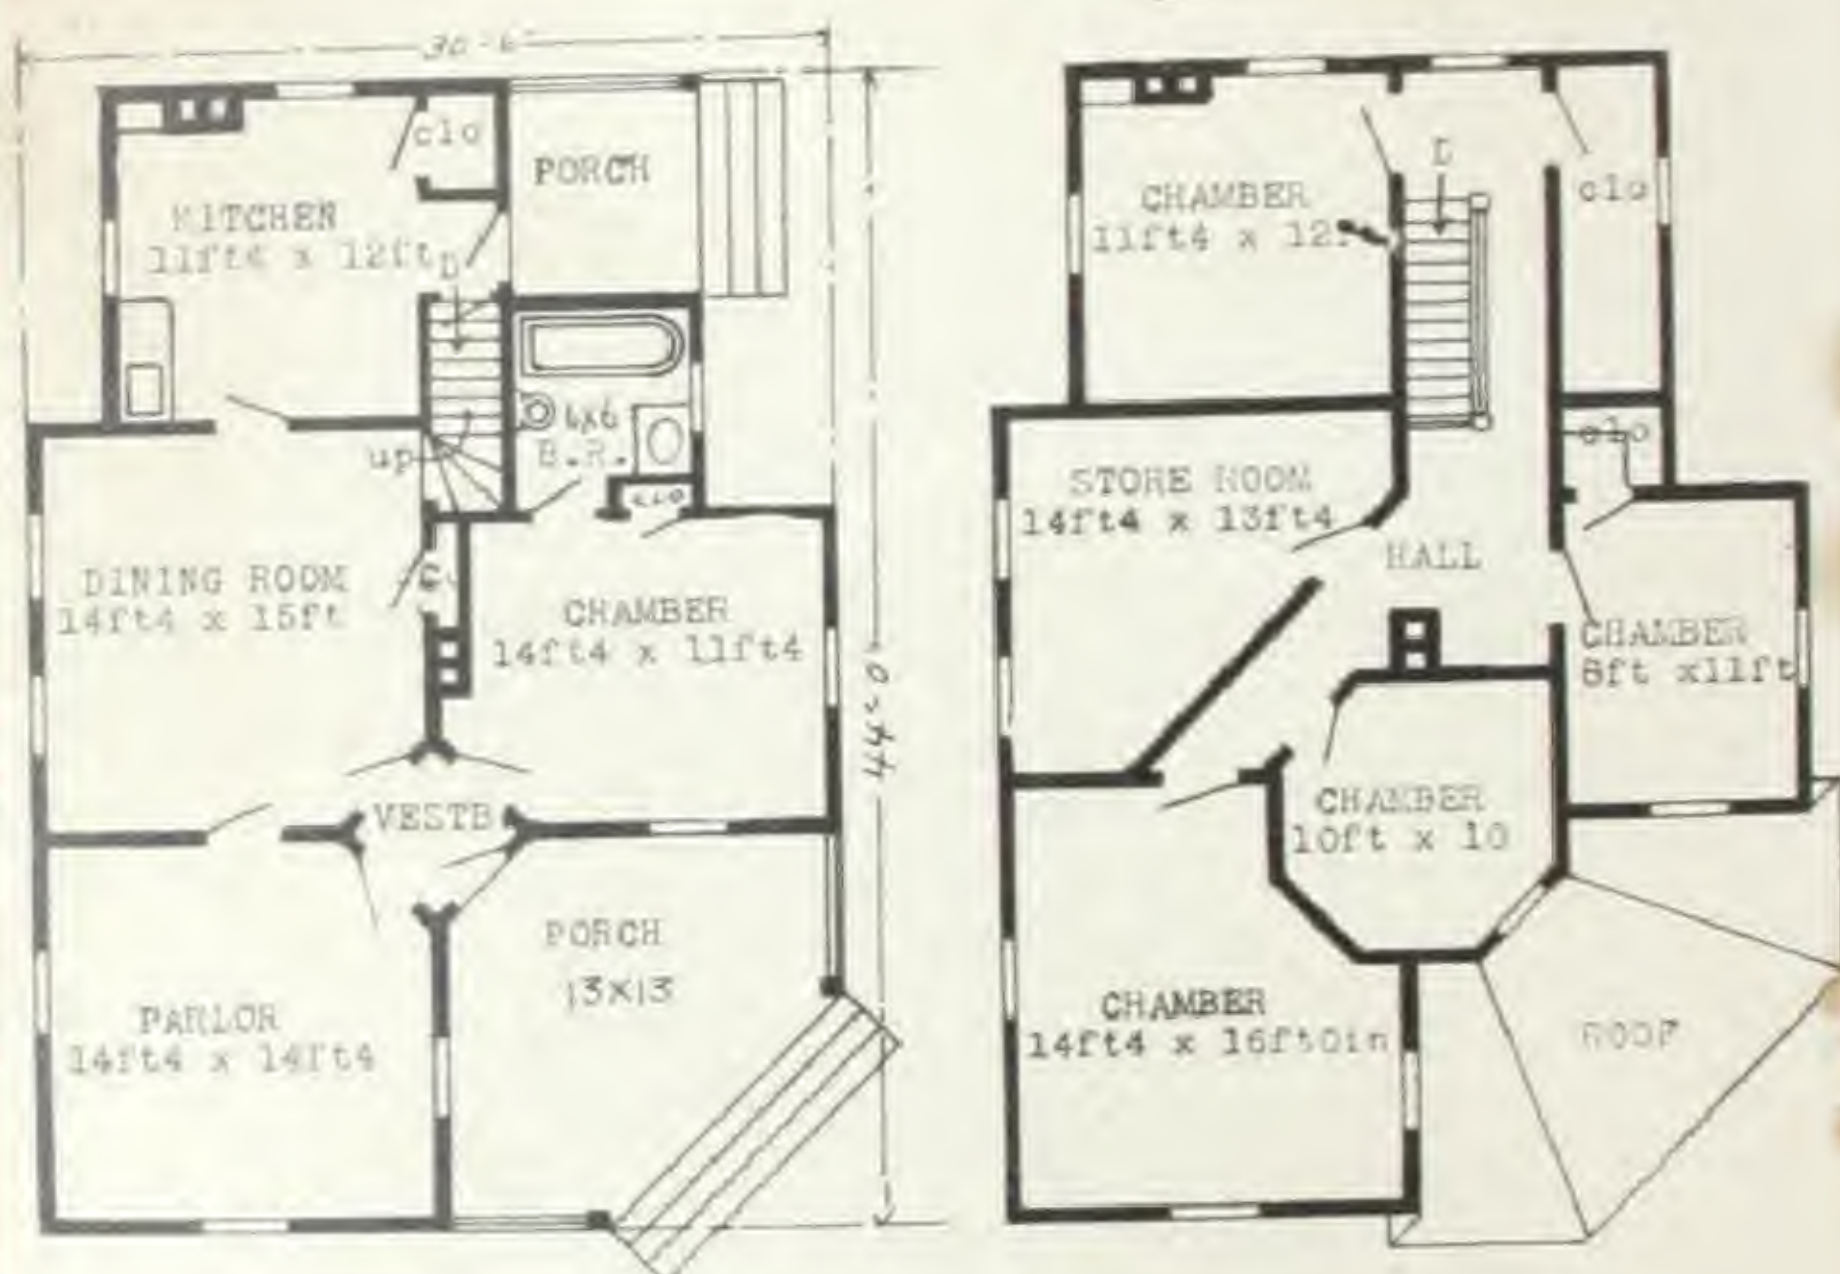 30-6
clo
PORCH
KITCHEN
11ft4 x 12ft
D
6x6
B.R.
up
clo
DINING ROOM
14ft4 x 15ft
CHAMBER
14ft4 x 11ft4
44-0"
VESTB
PORCH
13x13
PARLOR
14ft4 x 14ft4
D
CHAMBER
11ft4 x 12f
clo
clo
STORE ROOM
14ft4 x 13ft4
HALL
CHAMBER
8ft x11ft
CHAMBER
10ft x 10
CHAMBER
14ft4 x 16ft0in
ROOF